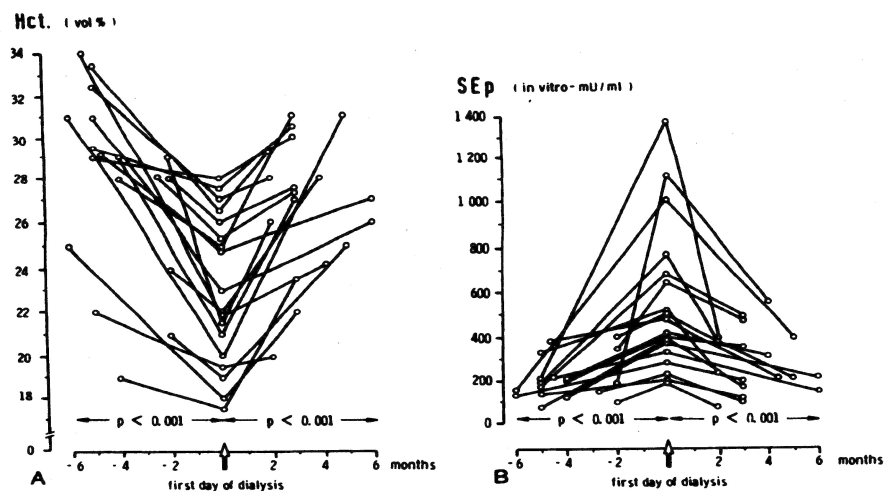 Hct. (vol %)
34
32
30
28
26
24
22
20
18
0
p < 0.001
p < 0.001
-6
-4
-2
0
2
4
6
months
first day of dialysis
A
SEp (in vitro - mU/ml)
1 400
1 200
1 000
800
600
400
200
0
p < 0.001
p < 0.001
-6
-4
-2
0
2
4
6
months
first day of dialysis
B